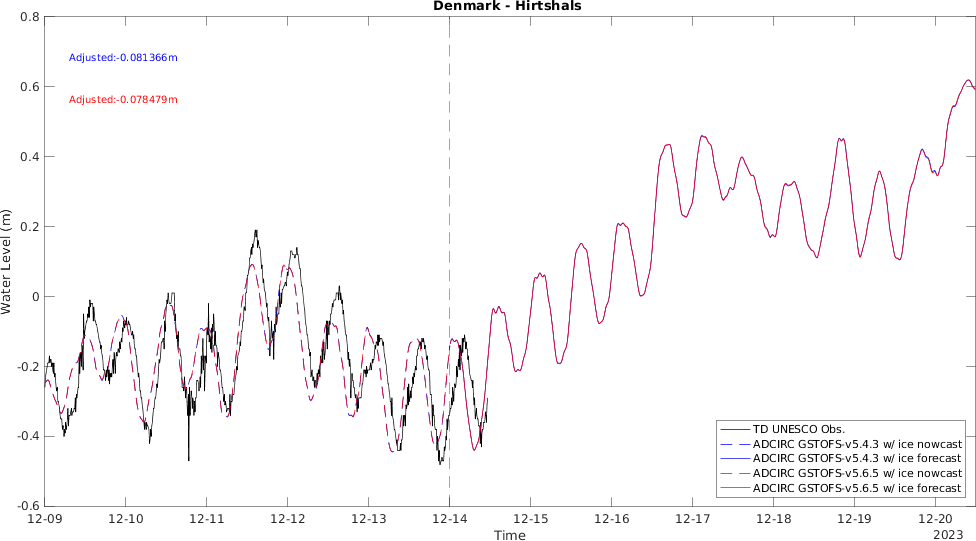 Denmark - Hirtshals
0.8
Adjusted:-0.081366m
0.6
Adjusted:-0.078479m
0.4
0.2
Water Level (m)
0
-0.2
-0.4
TD UNESCO Obs.
ADCIRC GSTOFS-v5.4.3 w/ ice nowcast
ADCIRC GSTOFS-v5.4.3 w/ ice forecast
ADCIRC GSTOFS-v5.6.5 w/ ice nowcast
ADCIRC GSTOFS-v5.6.5 w/ ice forecast
-0.6
12-09 12-10 12-11 12-12 12-13 12-14 12-15 12-16 12-17 12-18 12-19 12-20
Time
2023